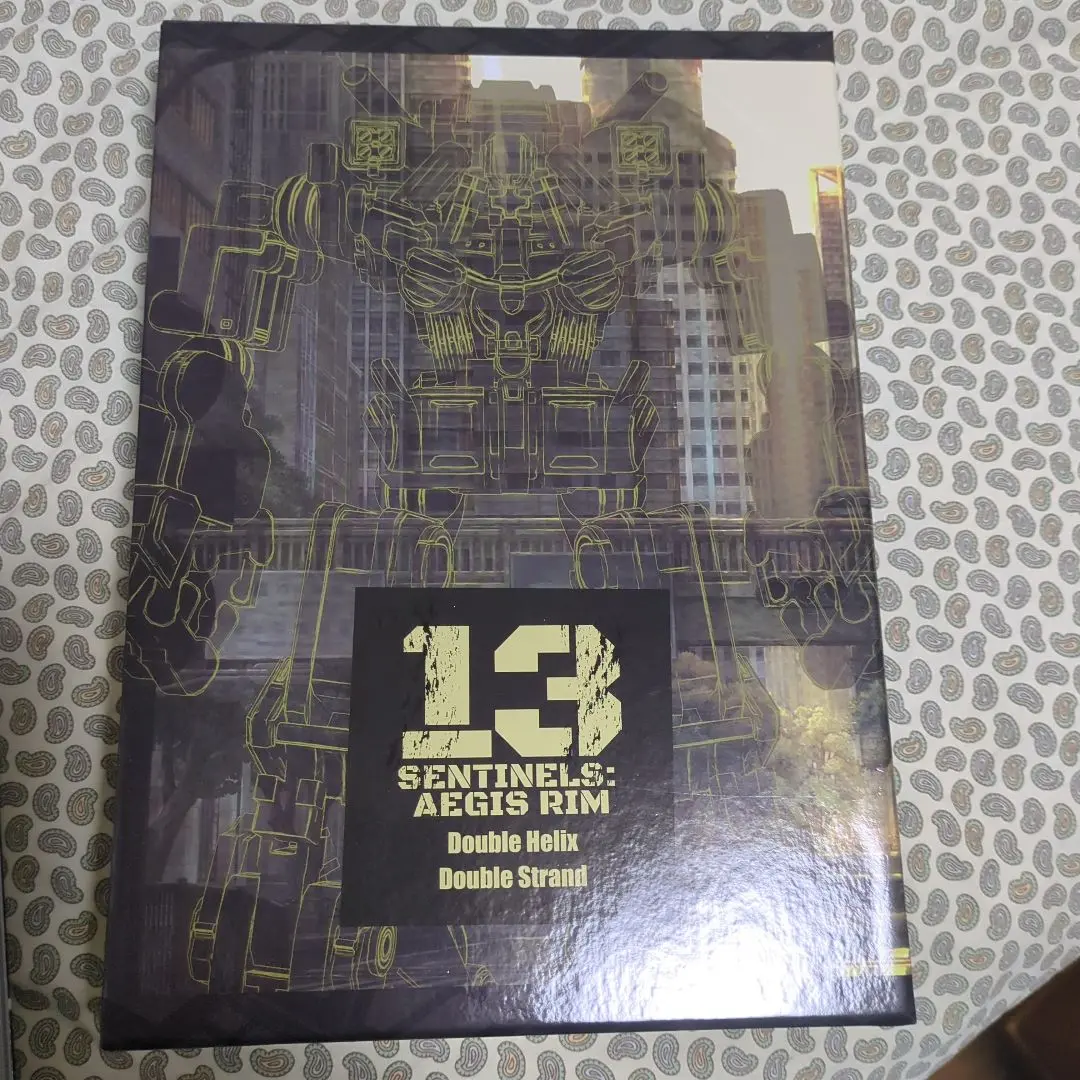 13
SENTINELS:
AEGIS RIM
Double Helix
Double Strand